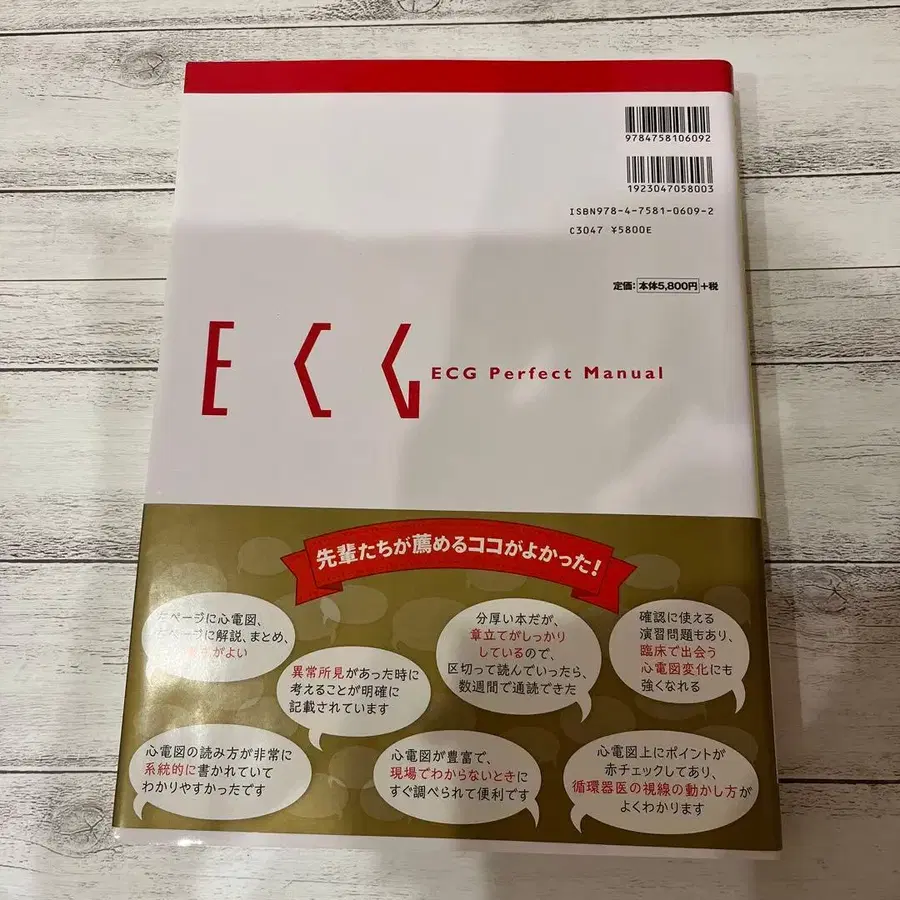 9784758106092
1923047058003
ISBN978-4-7581-0609-2
C3047 ¥5800E
定価：本体5,800円＋税
ECG
ECG Perfect Manual
先輩たちが薦めるココがよかった！
ページに心電図、
ページに解説、まとめ、
がよい
異常所見があった時に
考えることが明確に
記載されています
分厚い本だが、
章立てがしっかり
しているので、
区切って読んでいったら、
数週間で通読できた
確認に使える
演習問題もあり、
臨床で出会う
心電図変化にも
強くなれる
心電図の読み方が非常に
系統的に書かれていて
わかりやすかったです
心電図が豊富で、
現場でわからないときに
すぐ調べられて便利です
心電図上にポイントが
赤チェックしてあり、
循環器医の視線の動かし方が
よくわかります